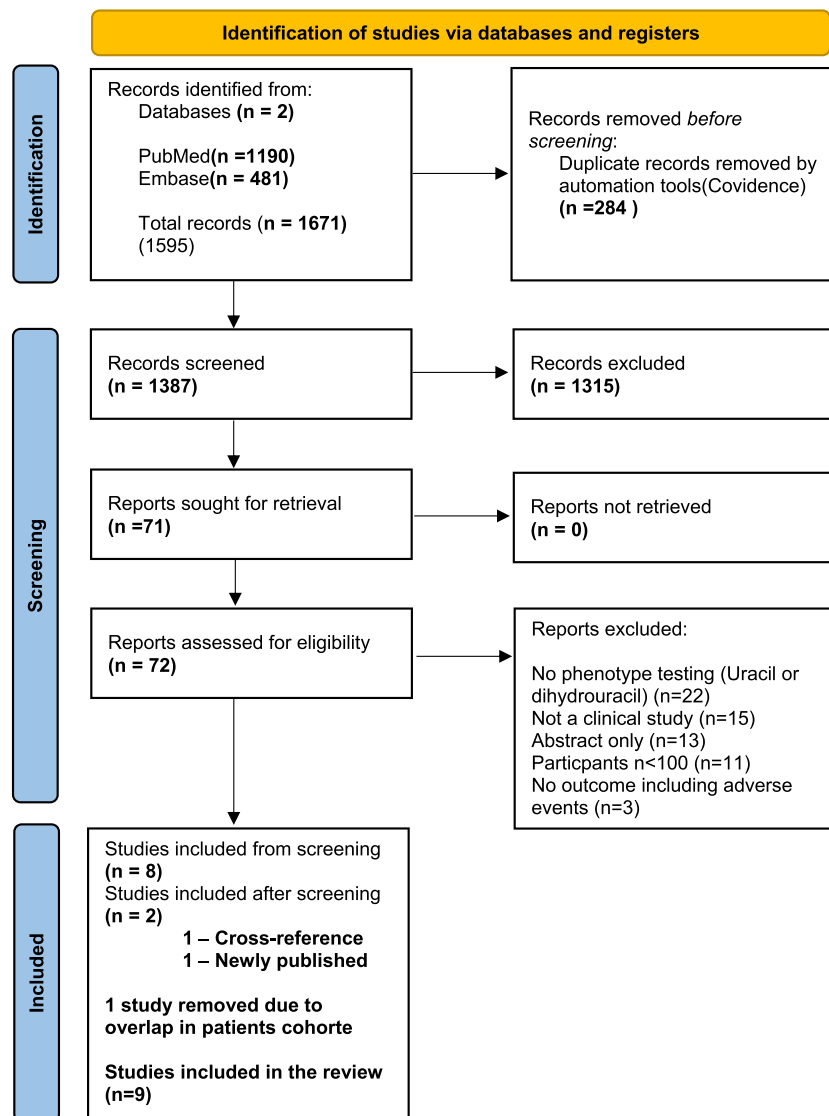 Identification of studies via databases and registers
Identification
Records identified from:
Databases (n = 2)
PubMed(n =1190)
Embase(n = 481)
Total records (n = 1671)
(1595)
Records removed before
screening:
Duplicate records removed by
automation tools(Covidence)
(n =284 )
Screening
Records screened
(n = 1387)
Records excluded
(n = 1315)
Reports sought for retrieval
(n =71)
Reports not retrieved
(n = 0)
Reports assessed for eligibility
(n = 72)
Reports excluded:
No phenotype testing (Uracil or
dihydrouracil) (n=22)
Not a clinical study (n=15)
Abstract only (n=13)
Particpants n<100 (n=11)
No outcome including adverse
events (n=3)
Included
Studies included from screening
(n = 8)
Studies included after screening
(n = 2)
1 – Cross-reference
1 – Newly published
1 study removed due to
overlap in patients cohorte
Studies included in the review
(n=9)